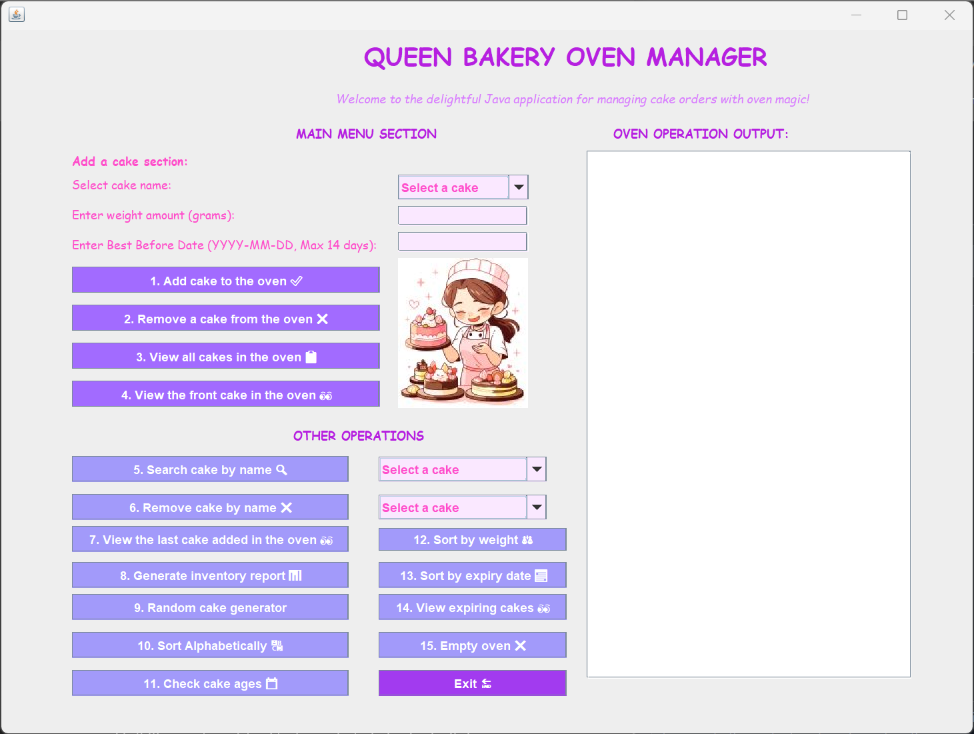 QUEEN BAKERY OVEN MANAGER
Welcome to the delightful Java application for managing cake orders with oven magic!
MAIN MENU SECTION
OVEN OPERATION OUTPUT:
Add a cake section:
Select cake name:
Select a cake
Enter weight amount (grams):
Enter Best Before Date (YYYY-MM-DD, Max 14 days):
1. Add cake to the oven
2. Remove a cake from the oven
3. View all cakes in the oven
4. View the front cake in the oven
OTHER OPERATIONS
5. Search cake by name
Select a cake
6. Remove cake by name
Select a cake
7. View the last cake added in the oven
12. Sort by weight
8. Generate inventory report
13. Sort by expiry date
9. Random cake generator
14. View expiring cakes
10. Sort Alphabetically
15. Empty oven
11. Check cake ages
Exit